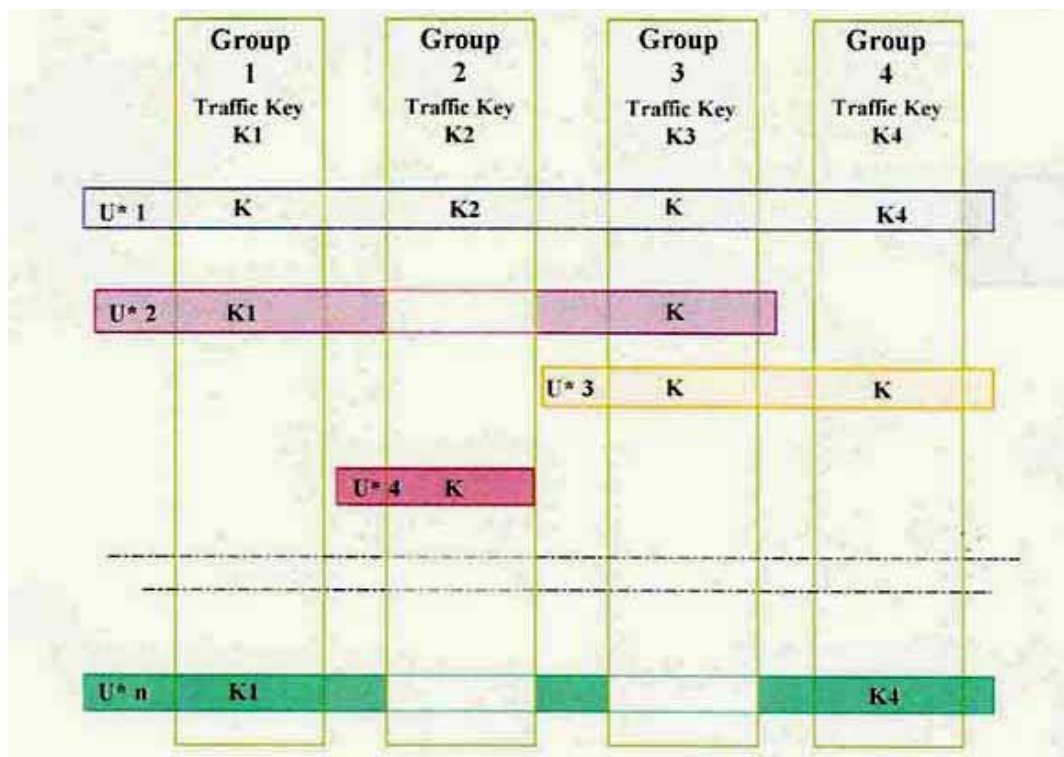 Group Group Group Group
1 2 3 4
Traffic Key Traffic Key Traffic Key Traffic Key
K1 K2 K3 K4
U* 1 K K2 K K4
U* 2 K1 K
U* 3 K K
U* 4 K
U* n K1 K4